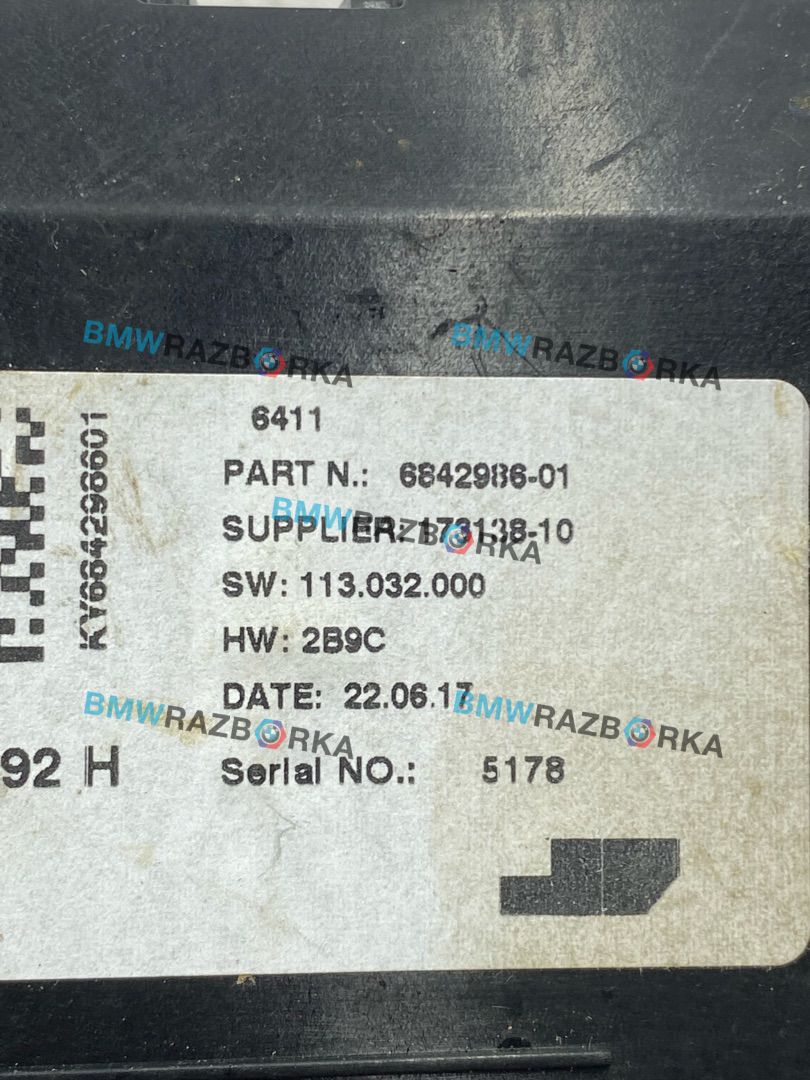 BMWRAZBORKA
BMWRAZBORKA
6411
PART N.: 6842986-01
BMWRAZBORKA
SUPPLIER: 173138-10
SW: 113.032.000
HW: 2B9C
DATE: 22.06.17
BMWRAZBORKA
BMWRAZBORKA
92 H
Serial NO.: 5178